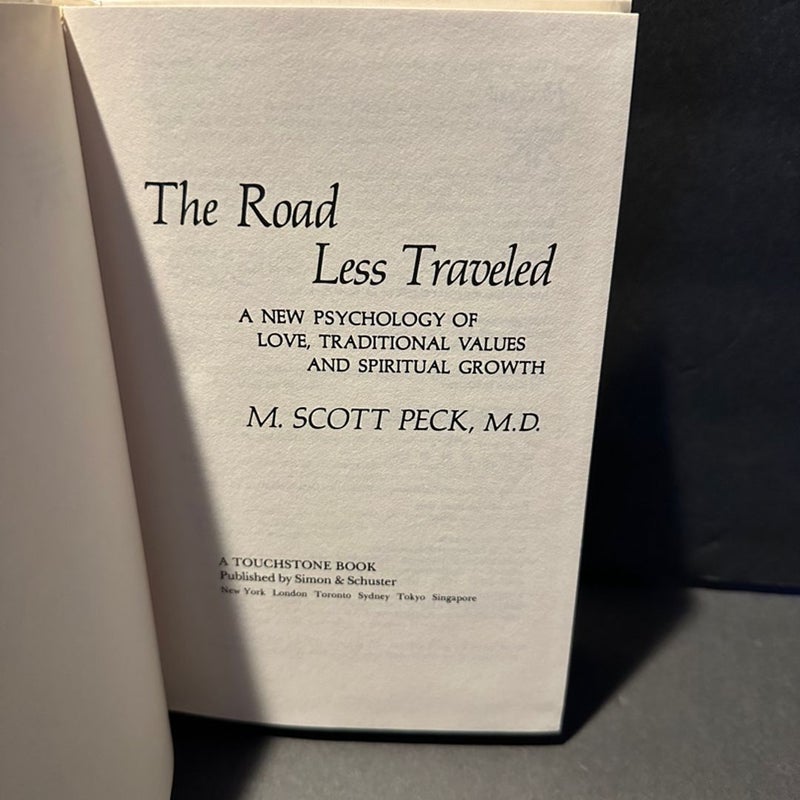 The Road
Less Traveled
A NEW PSYCHOLOGY OF
LOVE, TRADITIONAL VALUES
AND SPIRITUAL GROWTH
M. SCOTT PECK, M.D.
A TOUCHSTONE BOOK
Published by Simon & Schuster
New York London Toronto Sydney Tokyo Singapore